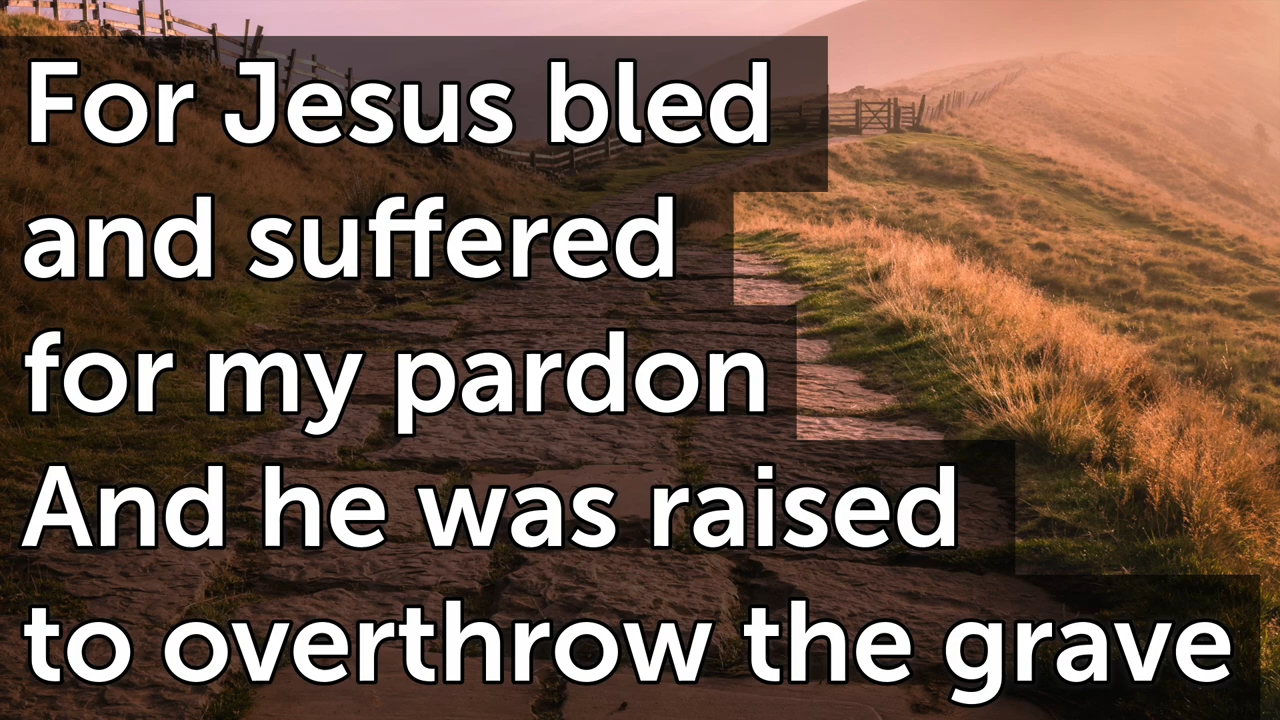 For Jesus bled
and suffered
for my pardon
And he was raised
to overthrow the grave